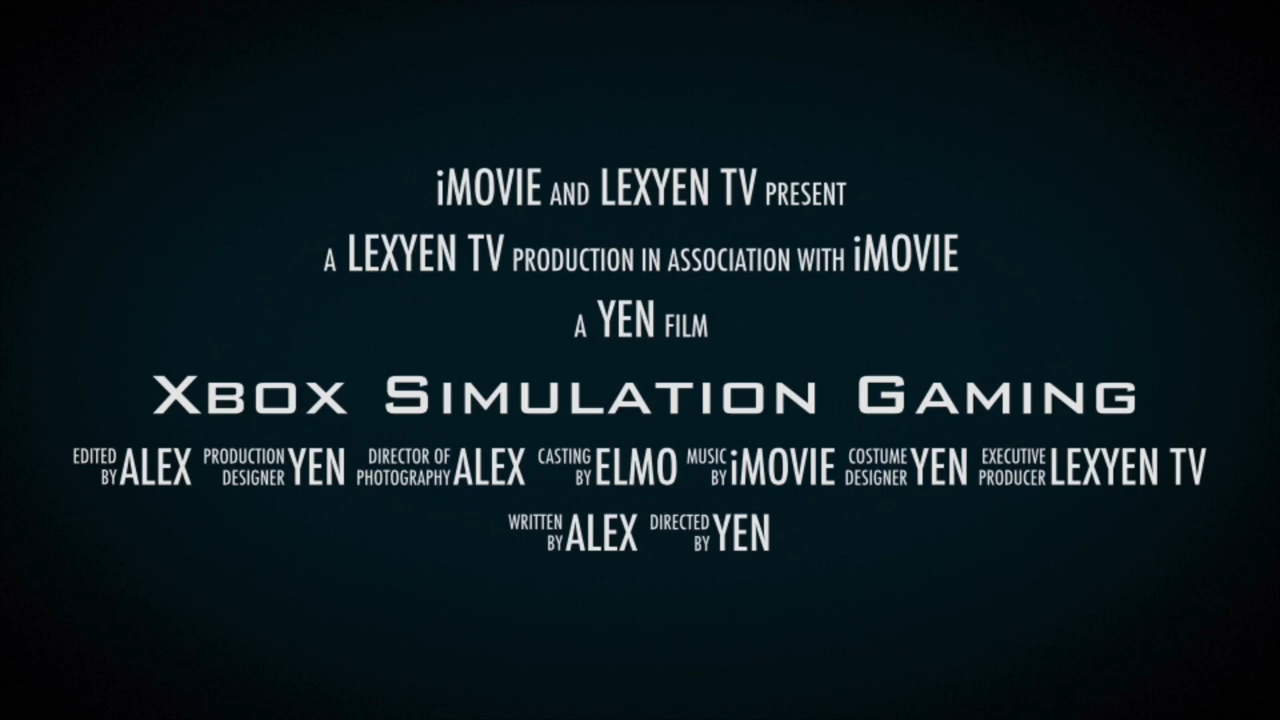 iMOVIE AND LEXYEN TV PRESENT
A LEXYEN TV PRODUCTION IN ASSOCIATION WITH iMOVIE
A YEN FILM
XBOX SIMULATION GAMING
EDITED BY ALEX PRODUCTION DESIGNER YEN DIRECTOR OF PHOTOGRAPHY ALEX CASTING BY ELMO MUSIC BY iMOVIE COSTUME DESIGNER YEN EXECUTIVE PRODUCER LEXYEN TV
WRITTEN BY ALEX DIRECTED BY YEN